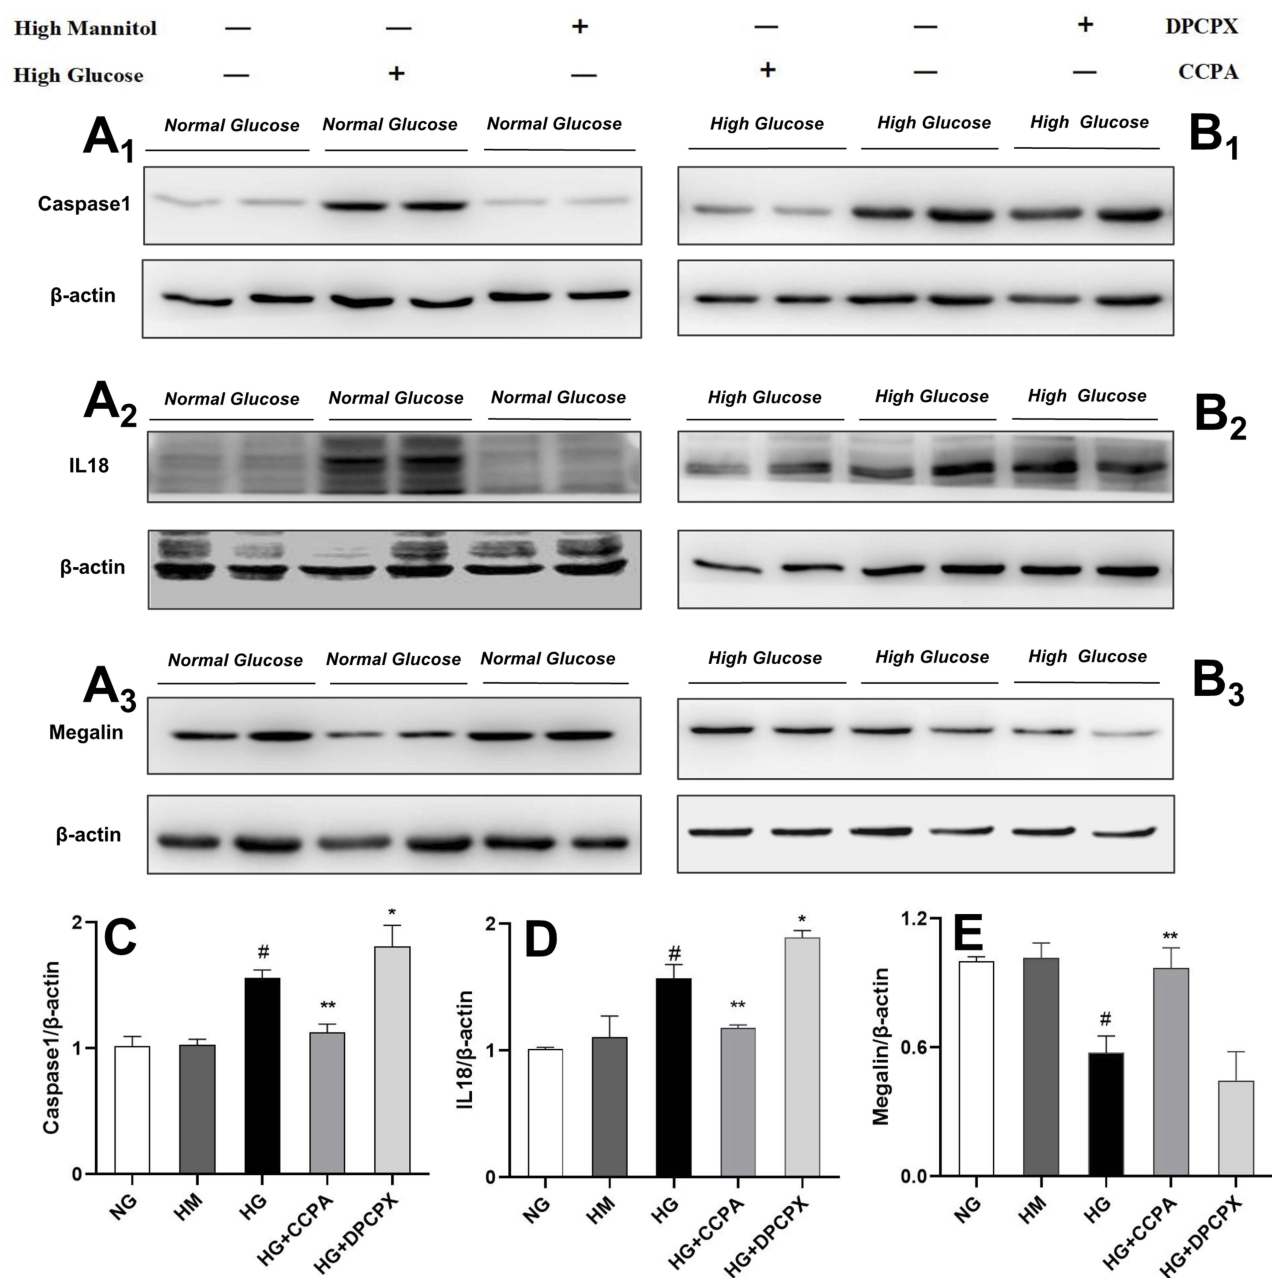 High Mannitol — — + — — + DPCPX
High Glucose — + — + — — CCPA
A1 Normal Glucose Normal Glucose Normal Glucose High Glucose High Glucose High Glucose B1
Caspase1
β-actin
A2 Normal Glucose Normal Glucose Normal Glucose High Glucose High Glucose High Glucose B2
IL18
β-actin
A3 Normal Glucose Normal Glucose Normal Glucose High Glucose High Glucose High Glucose B3
Megalin
β-actin
C
Caspase1/β-actin
2
1
0
#
**
*
NG HM HG HG+CCPA HG+DPCPX
D
IL18/β-actin
2
1
0
#
**
*
NG HM HG HG+CCPA HG+DPCPX
E
Megalin/β-actin
1.2
0.6
0.0
#
**
NG HM HG HG+CCPA HG+DPCPX